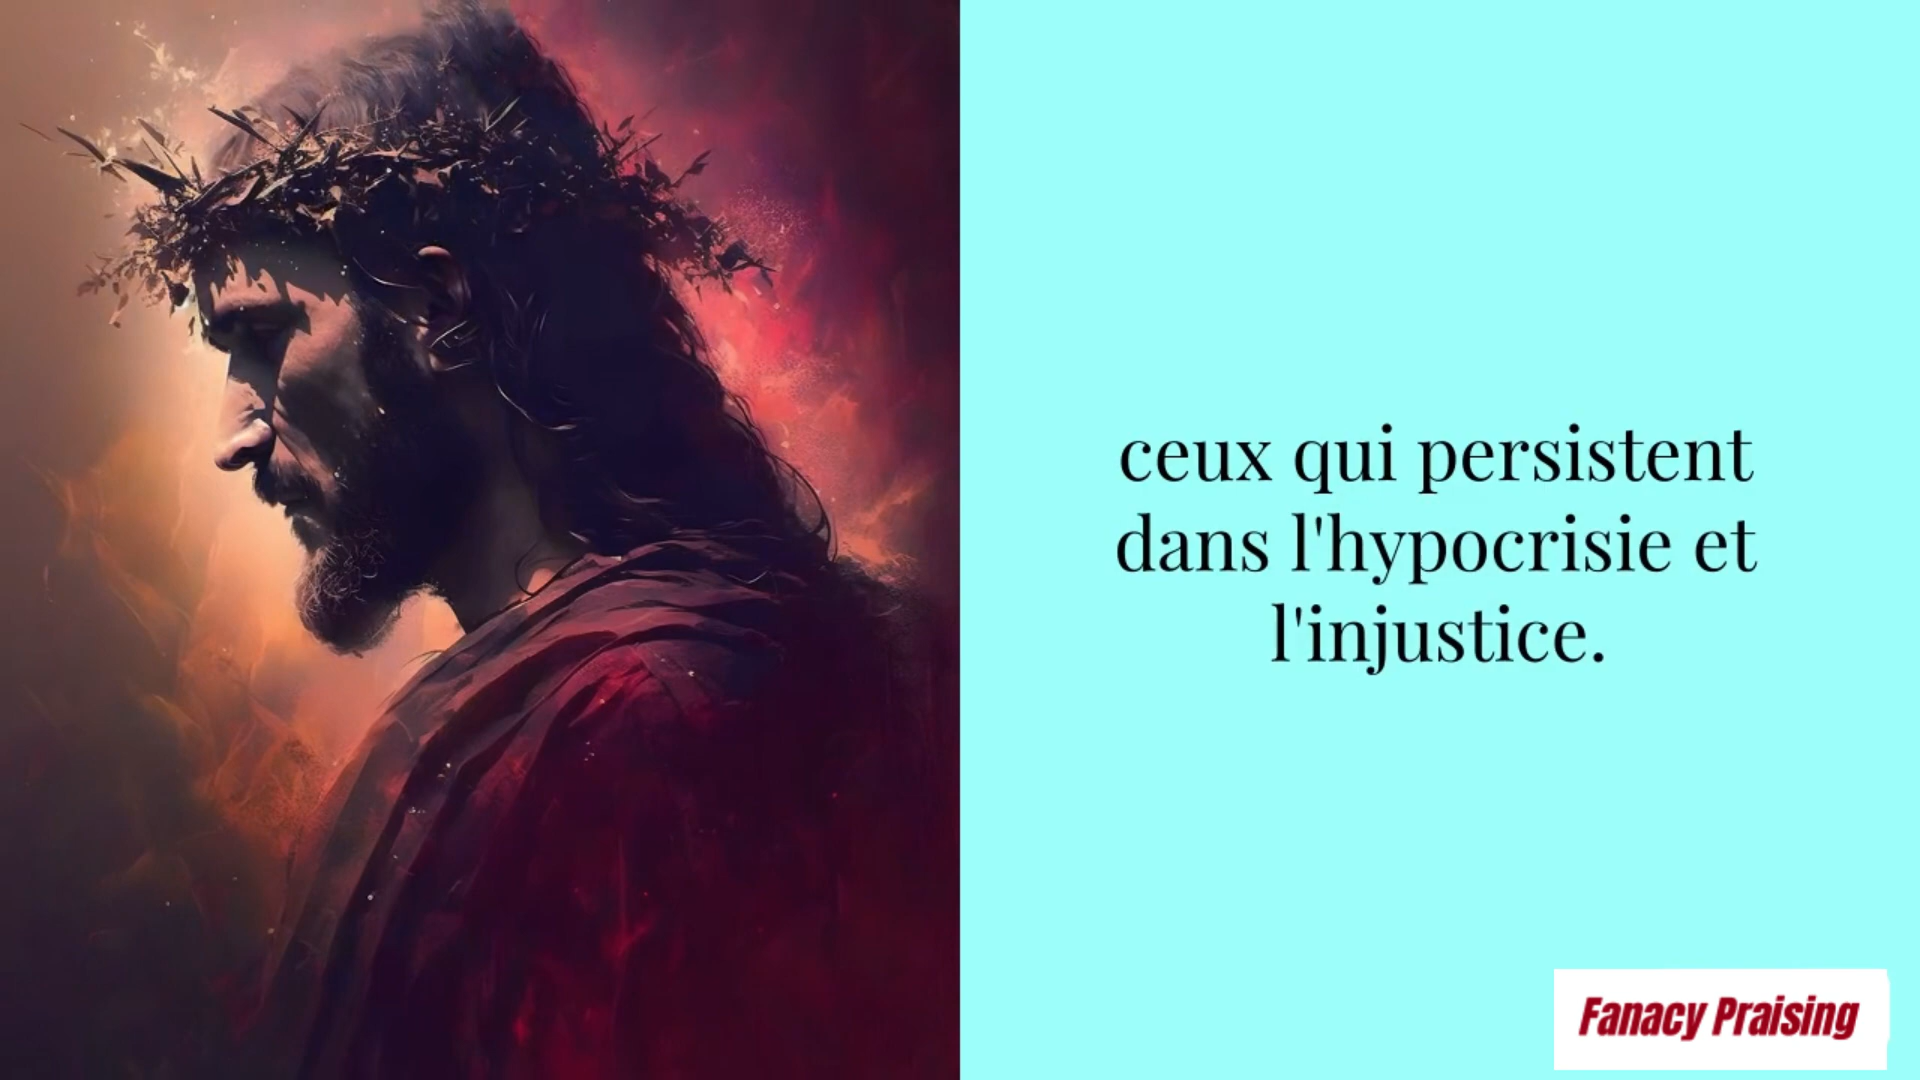 ceux qui persistent
dans l'hypocrisie et
l'injustice.
Fanacy Praising